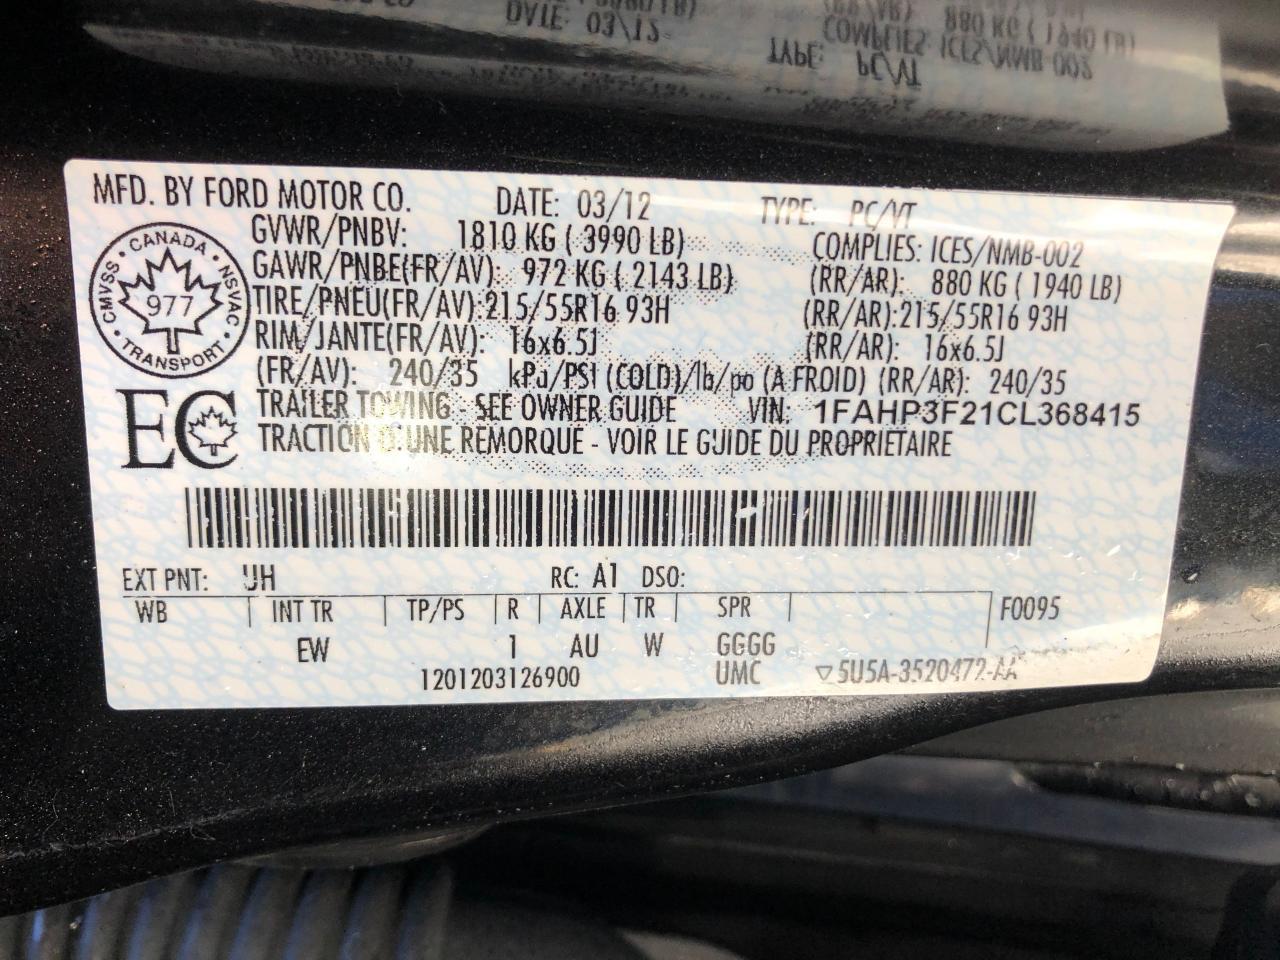 MFD. BY FORD MOTOR CO. DATE: 03/12 TYPE: PC/VT
GVWR/PNBV: 1810 KG ( 3990 LB) COMPLIES: ICES/NMB-002
GAWR/PNBE(FR/AV): 972 KG ( 2143 LB) (RR/AR): 880 KG ( 1940 LB)
TIRE/PNEU(FR/AV): 215/55R16 93H (RR/AR): 215/55R16 93H
RIM/JANTE(FR/AV): 16x6.5J (RR/AR): 16x6.5J
(FR/AV): 240/35 kPa/PSI (COLD)/lb/po (A FROID) (RR/AR): 240/35
TRAILER TOWING - SEE OWNER GUIDE VIN: 1FAHP3F21CL368415
TRACTION D'UNE REMORQUE - VOIR LE GUIDE DU PROPRIETAIRE
CANADA
CMVSS 977 NSVAC
TRANSPORT
EC
EXT PNT: UH RC: A1 DSO:
WB INT TR TP/PS R AXLE TR SPR F0095
EW 1 AU W GGGG
1201203126900 UMC ▽5U5A-3520472-AA